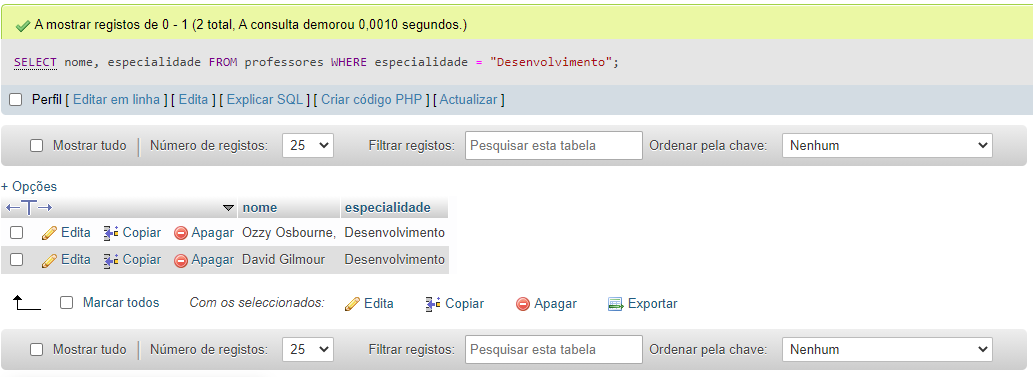 A mostrar registos de 0 - 1 (2 total, A consulta demorou 0,0010 segundos.)
SELECT nome, especialidade FROM professores WHERE especialidade = "Desenvolvimento";
Perfil [ Editar em linha ] [ Edita ] [ Explicar SQL ] [ Criar código PHP ] [ Actualizar ]
Mostrar tudo Número de registos: 25 Filtrar registos: Pesquisar esta tabela Ordenar pela chave: Nenhum
+ Opções
nome especialidade
Edita Copiar Apagar Ozzy Osbourne, Desenvolvimento
Edita Copiar Apagar David Gilmour Desenvolvimento
Marcar todos Com os seleccionados: Edita Copiar Apagar Exportar
Mostrar tudo Número de registos: 25 Filtrar registos: Pesquisar esta tabela Ordenar pela chave: Nenhum